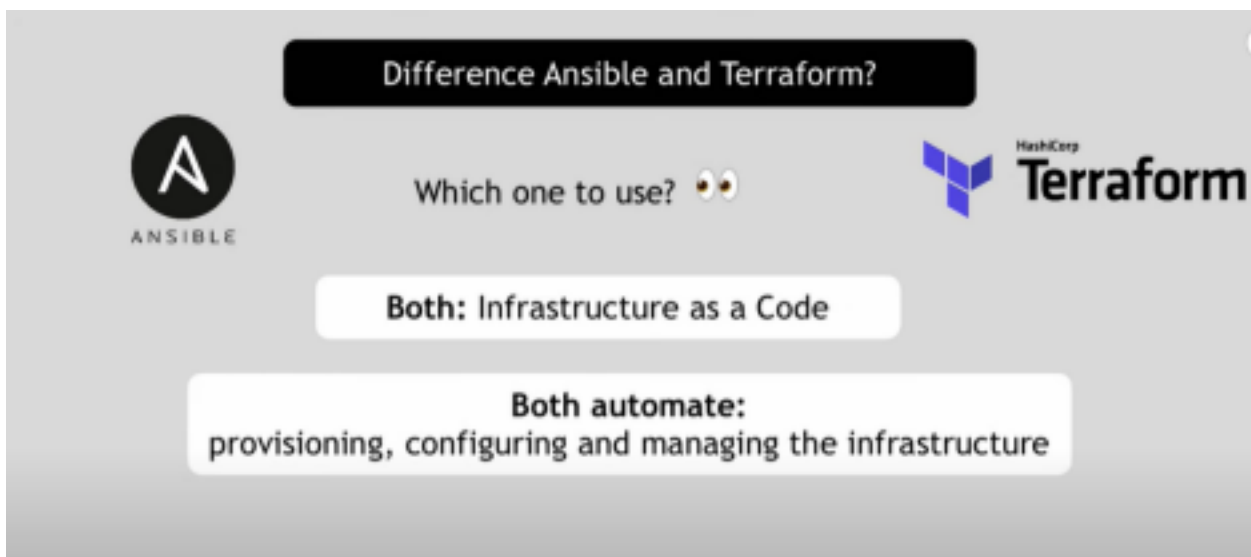 Difference Ansible and Terraform?
ANSIBLE
Which one to use?
HashiCorp
Terraform
Both: Infrastructure as a Code
Both automate:
provisioning, configuring and managing the infrastructure